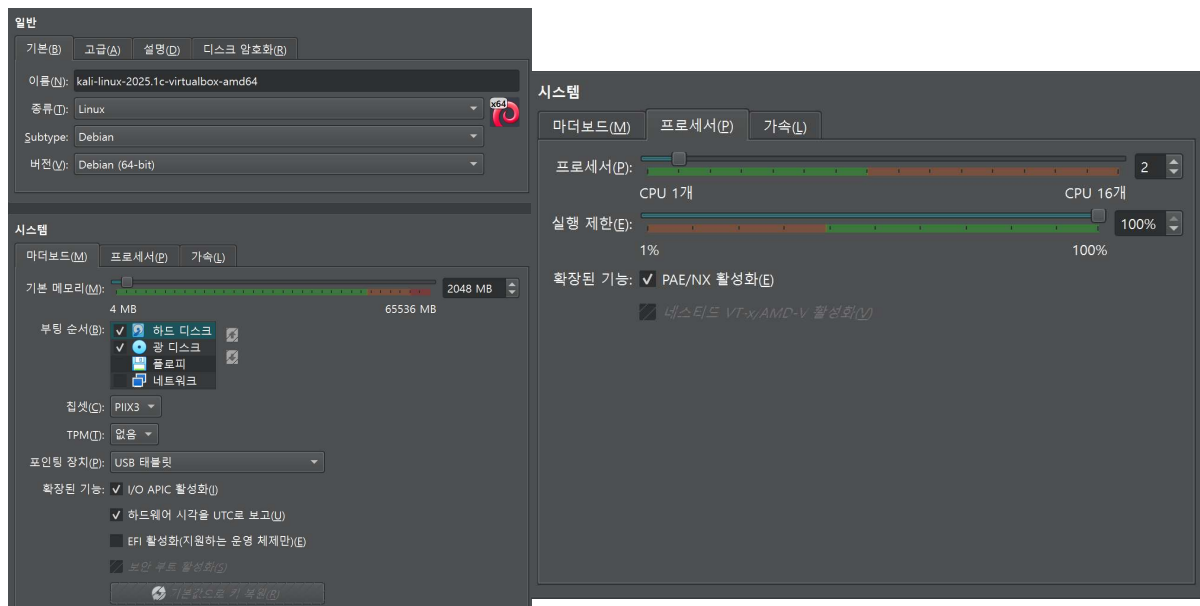 일반
기본(B) 고급(A) 설명(D) 디스크 암호화(R)
이름(N): kali-linux-2025.1c-virtualbox-amd64
종류(T): Linux
x64
Subtype: Debian
버전(V): Debian (64-bit)
시스템
마더보드(M) 프로세서(P) 가속(L)
기본 메모리(M): 2048 MB
4 MB 65536 MB
부팅 순서(B): 하드 디스크
광 디스크
플로피
네트워크
칩셋(C): PIIX3
TPM(T): 없음
포인팅 장치(P): USB 태블릿
확장된 기능: I/O APIC 활성화(I)
하드웨어 시각을 UTC로 보고(U)
EFI 활성화(지원하는 운영 체제만)(E)
보안 부트 활성화(S)
기본값으로 키 복원(R)
시스템
마더보드(M) 프로세서(P) 가속(L)
프로세서(P): 2
CPU 1개 CPU 16개
실행 제한(E): 100%
1% 100%
확장된 기능: PAE/NX 활성화(E)
네스티드 VT-x/AMD-V 활성화(V)